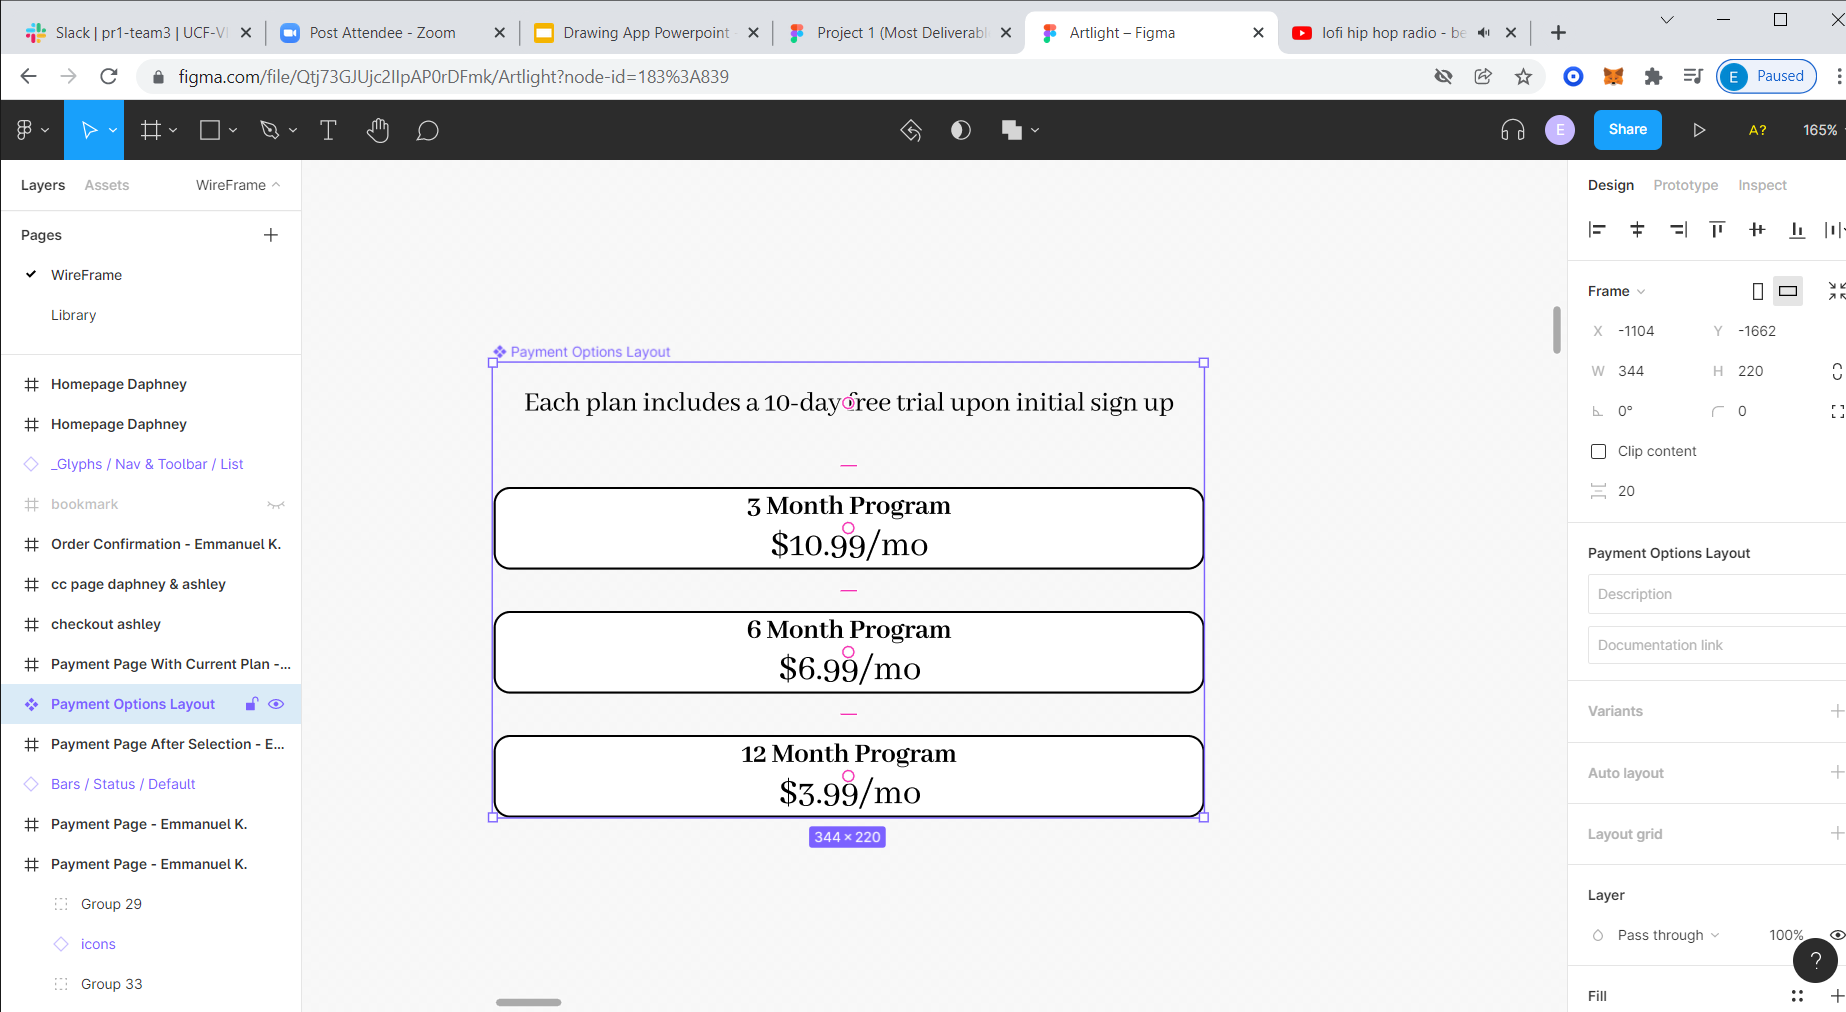 Slack | pr1-team3 | UCF-VI
Post Attendee - Zoom
Drawing App Powerpoint -
Project 1 (Most Deliverabl
Artlight – Figma
lofi hip hop radio - be
figma.com/file/Qtj73GJUjc2IIpAP0rDFmk/Artlight?node-id=183%3A839
E
Paused
T
E
Share
A?
165%
Layers
Assets
WireFrame
Pages
WireFrame
Library
Homepage Daphney
Homepage Daphney
_Glyphs / Nav & Toolbar / List
bookmark
Order Confirmation - Emmanuel K.
cc page daphney & ashley
checkout ashley
Payment Page With Current Plan -...
Payment Options Layout
Payment Page After Selection - E...
Bars / Status / Default
Payment Page - Emmanuel K.
Payment Page - Emmanuel K.
Group 29
icons
Group 33
Payment Options Layout
Each plan includes a 10-day free trial upon initial sign up
3 Month Program
$10.99/mo
6 Month Program
$6.99/mo
12 Month Program
$3.99/mo
344 × 220
Design
Prototype
Inspect
Frame
X -1104
Y -1662
W 344
H 220
0°
0
Clip content
20
Payment Options Layout
Description
Documentation link
Variants
Auto layout
Layout grid
Layer
Pass through
100%
?
Fill